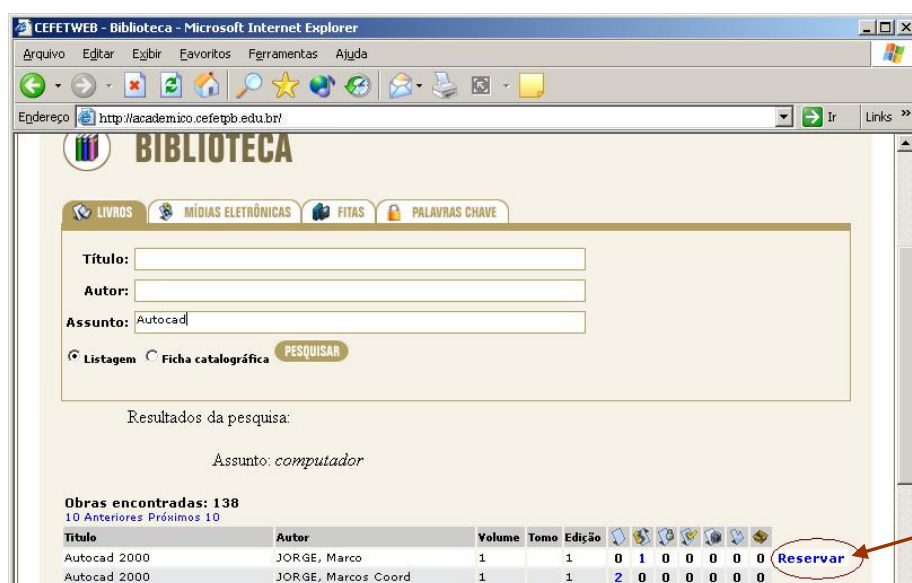 CEFETWEB - Biblioteca - Microsoft Internet Explorer
Arquivo Editar Exibir Favoritos Ferramentas Ajuda
Endereço http://academico.cefetpb.edu.br/ Ir Links »
BIBLIOTECA
LIVROS MÍDIAS ELETRÔNICAS FITAS PALAVRAS CHAVE
Título:
Autor:
Assunto: Autocad
Listagem Ficha catalográfica PESQUISAR
Resultados da pesquisa:
Assunto: computador
Obras encontradas: 138
10 Anteriores Próximos 10
Título Autor Volume Tomo Edição
Autocad 2000 JORGE, Marco 1 1 0 1 0 0 0 0 0 Reservar
Autocad 2000 JORGE, Marcos Coord 1 1 2 0 0 0 0 0 0